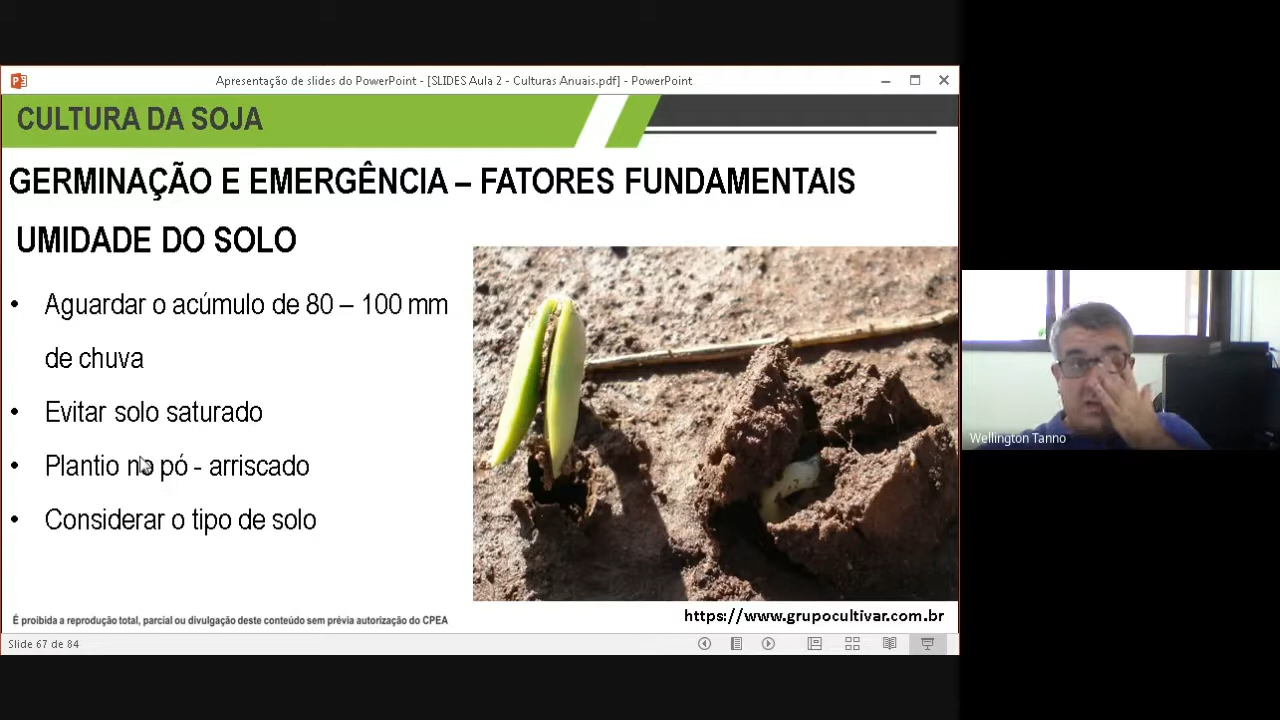 Apresentação de slides do PowerPoint - [SLIDES Aula 2 - Culturas Anuais.pdf] - PowerPoint
CULTURA DA SOJA
GERMINAÇÃO E EMERGÊNCIA – FATORES FUNDAMENTAIS
UMIDADE DO SOLO
• Aguardar o acúmulo de 80 – 100 mm
de chuva
• Evitar solo saturado
• Plantio no pó - arriscado
• Considerar o tipo de solo
https://www.grupocultivar.com.br
É proibida a reprodução total, parcial ou divulgação deste conteúdo sem prévia autorização do CPEA
Slide 67 de 84
Wellington Tanno